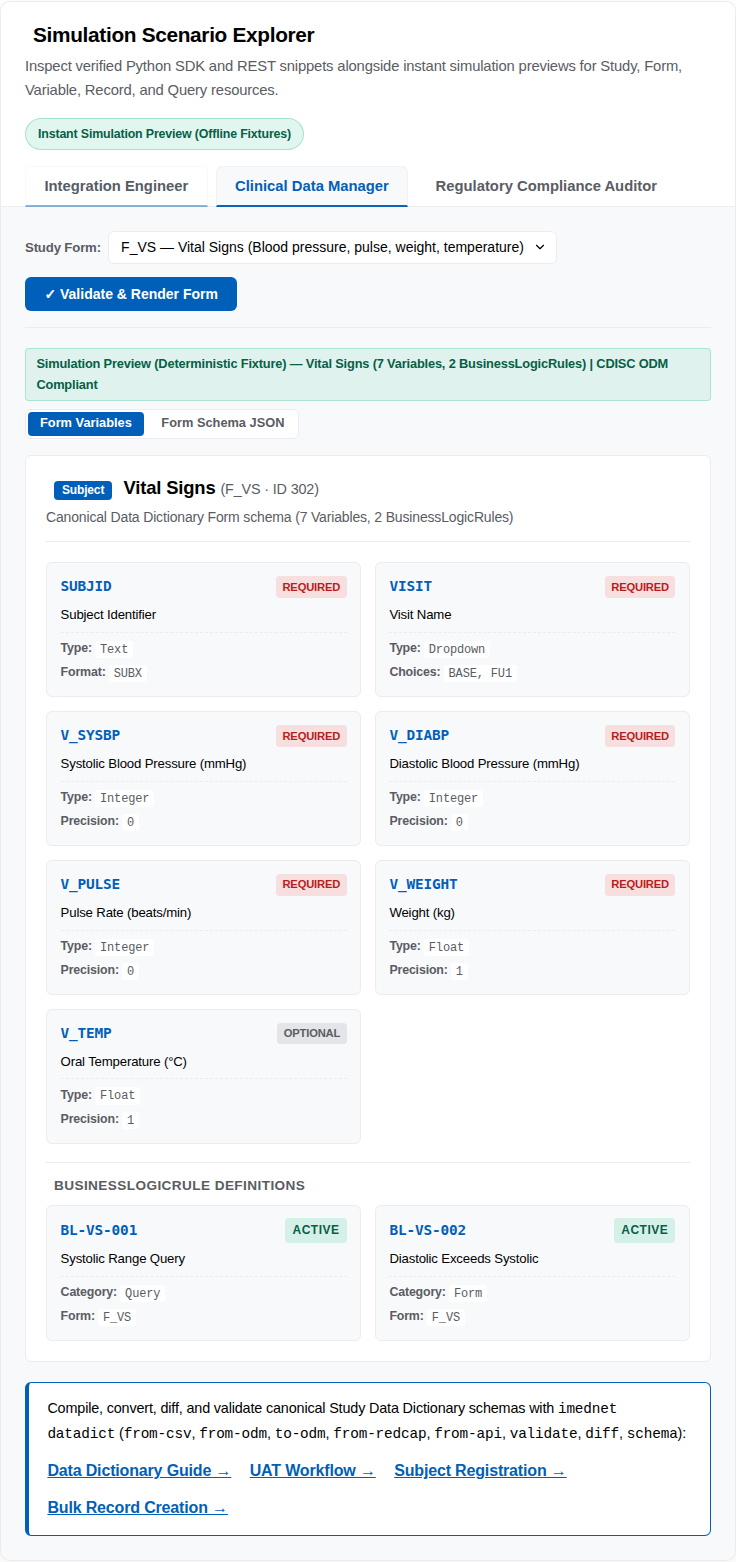 Simulation Scenario Explorer
Inspect verified Python SDK and REST snippets alongside instant simulation previews for Study, Form,
Variable, Record, and Query resources.
Instant Simulation Preview (Offline Fixtures)
Integration Engineer
Clinical Data Manager
Regulatory Compliance Auditor
Study Form: F_VS — Vital Signs (Blood pressure, pulse, weight, temperature)
✓ Validate & Render Form
Simulation Preview (Deterministic Fixture) — Vital Signs (7 Variables, 2 BusinessLogicRules) | CDISC ODM
Compliant
Form Variables
Form Schema JSON
Subject Vital Signs (F_VS · ID 302)
Canonical Data Dictionary Form schema (7 Variables, 2 BusinessLogicRules)
SUBJID REQUIRED
Subject Identifier
Type: Text
Format: SUBX
VISIT REQUIRED
Visit Name
Type: Dropdown
Choices: BASE, FU1
V_SYSBP REQUIRED
Systolic Blood Pressure (mmHg)
Type: Integer
Precision: 0
V_DIABP REQUIRED
Diastolic Blood Pressure (mmHg)
Type: Integer
Precision: 0
V_PULSE REQUIRED
Pulse Rate (beats/min)
Type: Integer
Precision: 0
V_WEIGHT REQUIRED
Weight (kg)
Type: Float
Precision: 1
V_TEMP OPTIONAL
Oral Temperature (°C)
Type: Float
Precision: 1
BUSINESSLOGICRULE DEFINITIONS
BL-VS-001 ACTIVE
Systolic Range Query
Category: Query
Form: F_VS
BL-VS-002 ACTIVE
Diastolic Exceeds Systolic
Category: Form
Form: F_VS
Compile, convert, diff, and validate canonical Study Data Dictionary schemas with imednet
datadict (from-csv, from-odm, to-odm, from-redcap, from-api, validate, diff, schema):
Data Dictionary Guide → UAT Workflow → Subject Registration →
Bulk Record Creation →